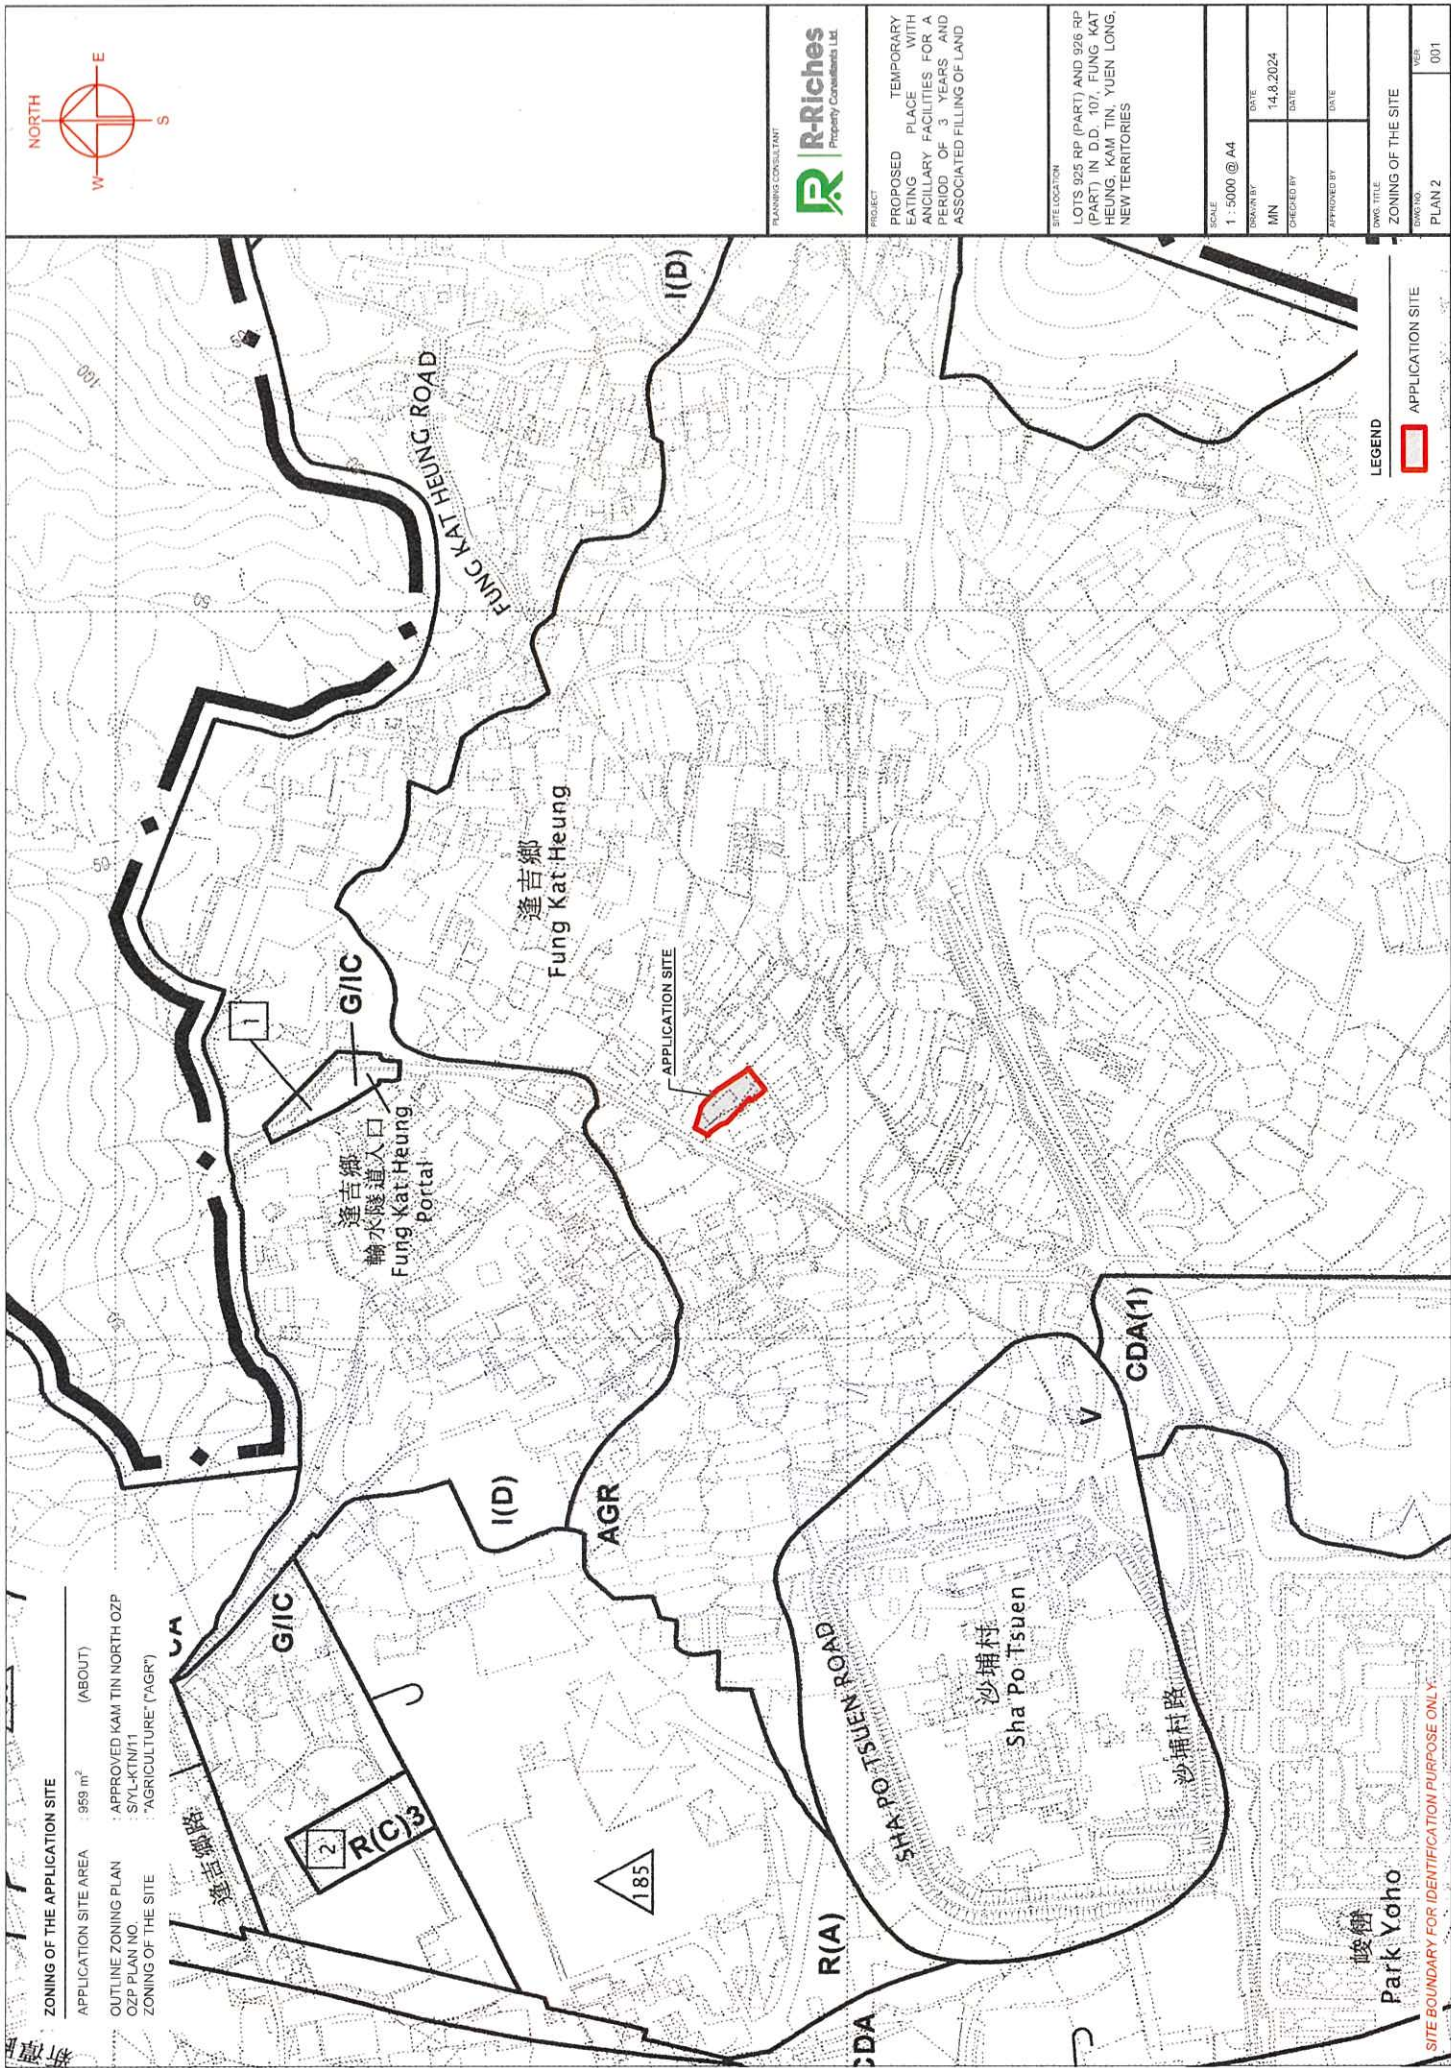 ZONING OF THE APPLICATION SITE
APPLICATION SITE AREA : 959 m² (ABOUT)
OUTLINE ZONING PLAN : APPROVED KAM TIN NORTH OZP
OZP PLAN NO. : S/YL-KTN/11
ZONING OF THE SITE : "AGRICULTURE" ("AGR")
逢吉鄉路
G/IC
2
R(C)3
185
I(D)
AGR
R(A)
CDA
SHA PO TSUEN ROAD
沙埔村
Sha Po Tsuen
沙埔村路
V
CDA(1)
峻巒
Park Yoho
逢吉鄉
輸水隧道入口
Fung Kat Heung
Portal
1
G/IC
逢吉鄉
Fung Kat Heung
APPLICATION SITE
FUNG KAT HEUNG ROAD
I(D)
50
50
50
100
LEGEND
APPLICATION SITE
SITE BOUNDARY FOR IDENTIFICATION PURPOSE ONLY
NORTH
W
E
S
PLANNING CONSULTANT
R-Riches
Property Consultants Ltd.
PROJECT
PROPOSED TEMPORARY
EATING PLACE WITH
ANCILLARY FACILITIES FOR A
PERIOD OF 3 YEARS AND
ASSOCIATED FILLING OF LAND
SITE LOCATION
LOTS 925 RP (PART) AND 926 RP
(PART) IN D.D. 107, FUNG KAT
HEUNG, KAM TIN, YUEN LONG,
NEW TERRITORIES
SCALE
1 : 5000 @ A4
DRAWN BY
MN
DATE
14.8.2024
CHECKED BY
DATE
APPROVED BY
DATE
DWG. TITLE
ZONING OF THE SITE
DWG NO.
PLAN 2
VER.
001